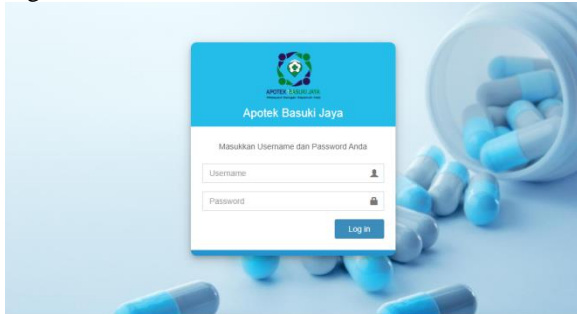 APOTEK BASUKI JAYA
Apotek Basuki Jaya
Masukkan Username dan Password Anda
Username
Password
Log in